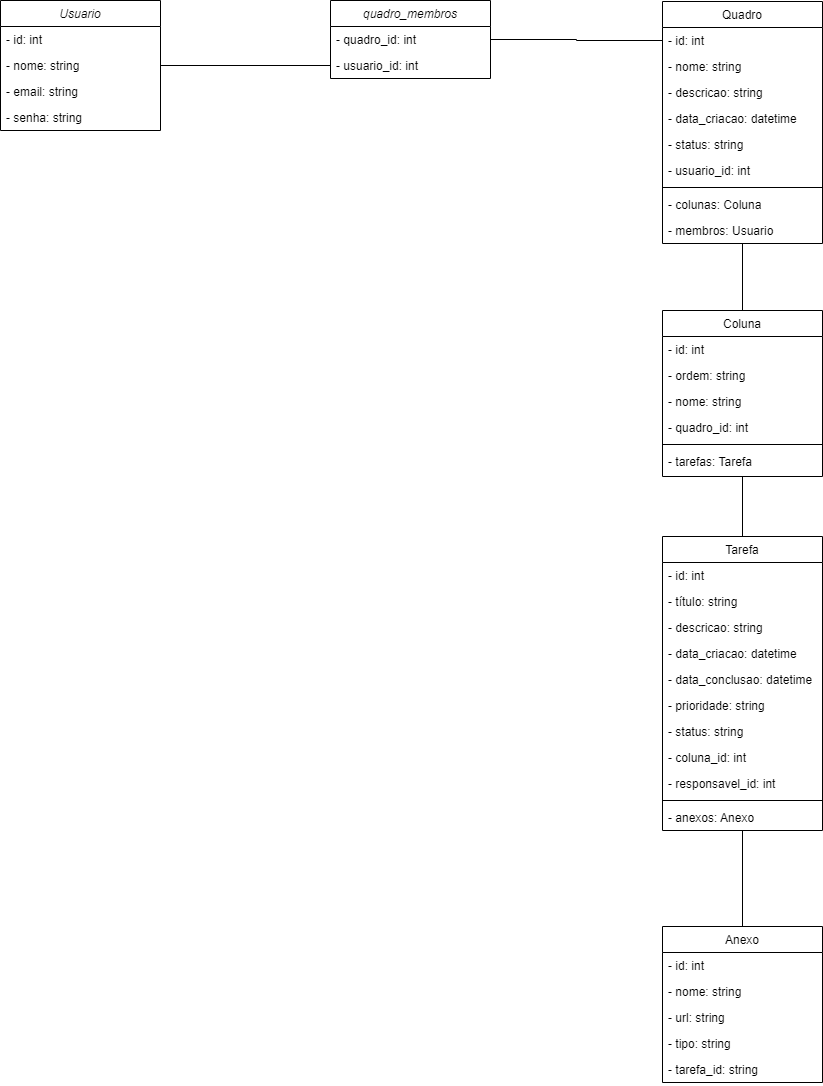 Usuario
- id: int
- nome: string
- email: string
- senha: string
quadro_membros
- quadro_id: int
- usuario_id: int
Quadro
- id: int
- nome: string
- descricao: string
- data_criacao: datetime
- status: string
- usuario_id: int
- colunas: Coluna
- membros: Usuario
Coluna
- id: int
- ordem: string
- nome: string
- quadro_id: int
- tarefas: Tarefa
Tarefa
- id: int
- título: string
- descricao: string
- data_criacao: datetime
- data_conclusao: datetime
- prioridade: string
- status: string
- coluna_id: int
- responsavel_id: int
- anexos: Anexo
Anexo
- id: int
- nome: string
- url: string
- tipo: string
- tarefa_id: string